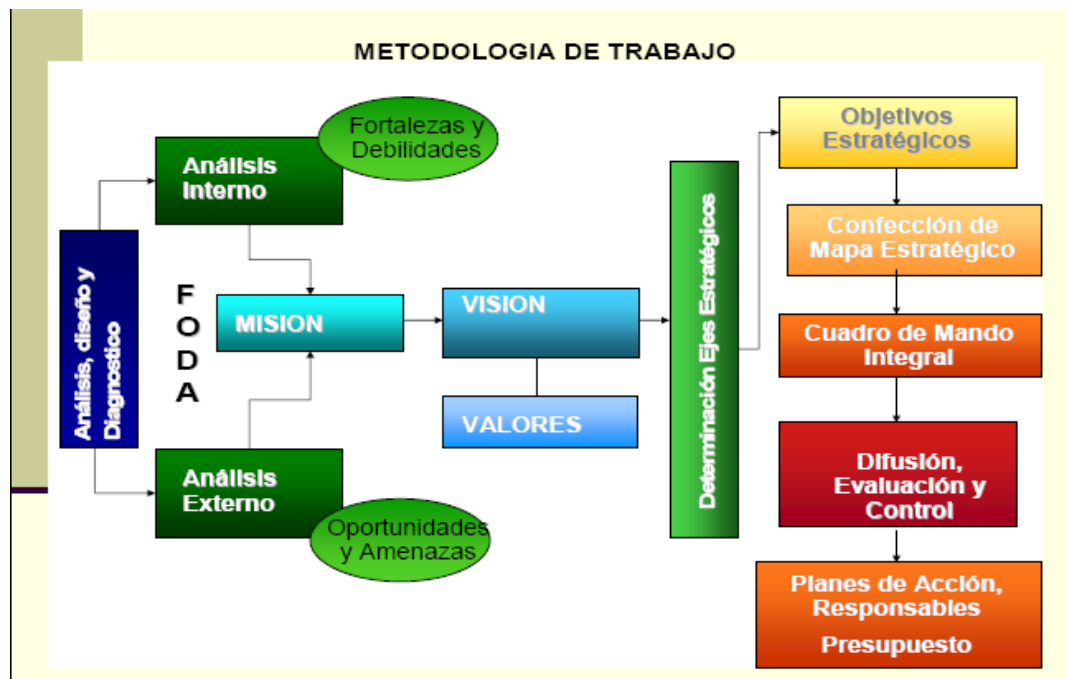 METODOLOGIA DE TRABAJO
Análisis, diseño y
Diagnostico
Análisis
Interno
Fortalezas y
Debilidades
F
O
D
A
MISION
Análisis
Externo
Oportunidades
y Amenazas
VISION
VALORES
Determinación Ejes Estratégicos
Objetivos
Estratégicos
Confección de
Mapa Estratégico
Cuadro de Mando
Integral
Difusión,
Evaluación y
Control
Planes de Acción,
Responsables
Presupuesto